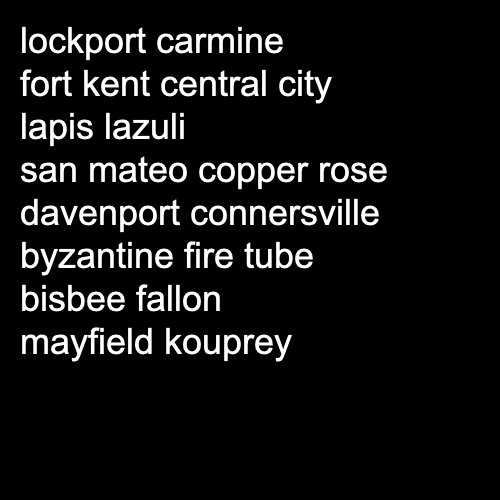 lockport carmine
fort kent central city
lapis lazuli
san mateo copper rose
davenport connersville
byzantine fire tube
bisbee fallon
mayfield kouprey